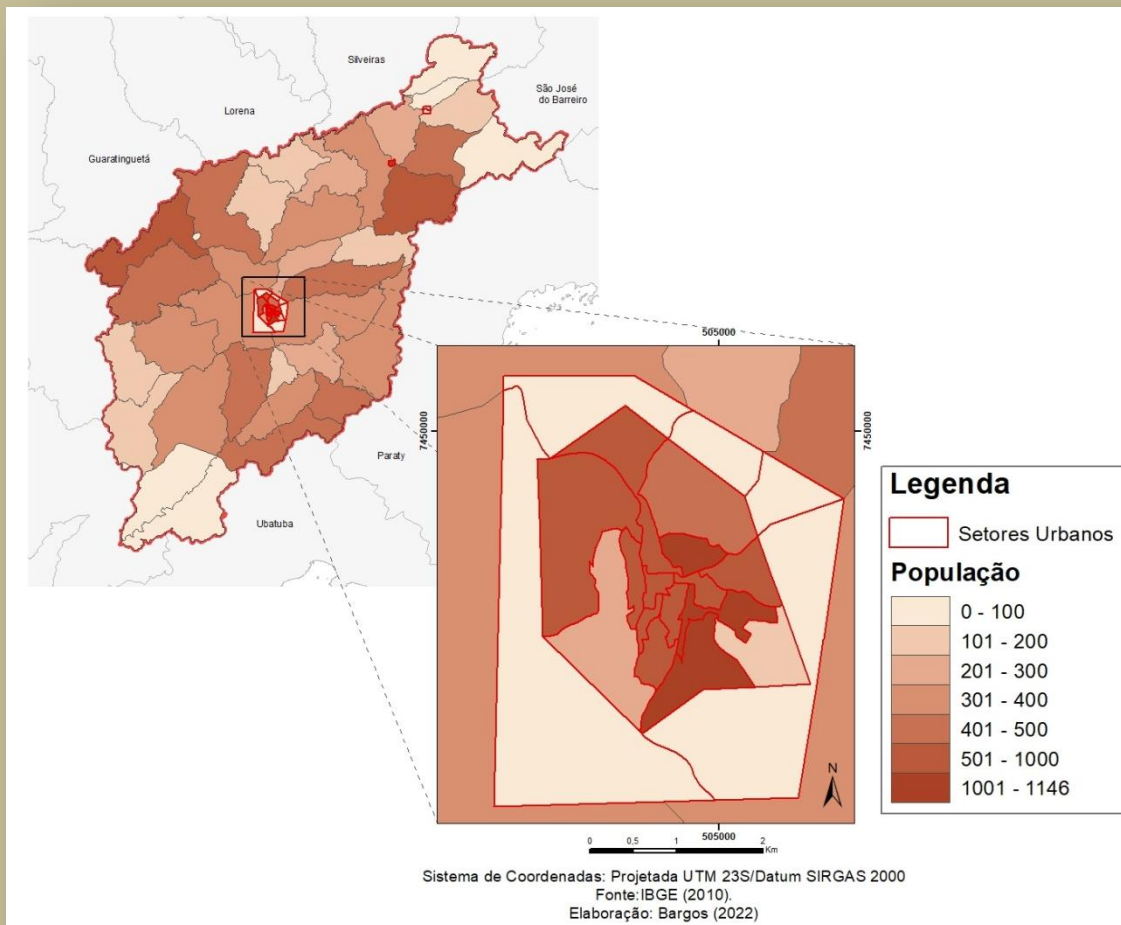 Silveiras
São José
do Barreiro
Lorena
Guaratinguetá
Paraty
Ubatuba
505000
7450000
7450000
N
505000
0 0,5 1 2
Km
Legenda
Setores Urbanos
População
0 - 100
101 - 200
201 - 300
301 - 400
401 - 500
501 - 1000
1001 - 1146
Sistema de Coordenadas: Projetada UTM 23S/Datum SIRGAS 2000
Fonte:IBGE (2010).
Elaboração: Bargos (2022)